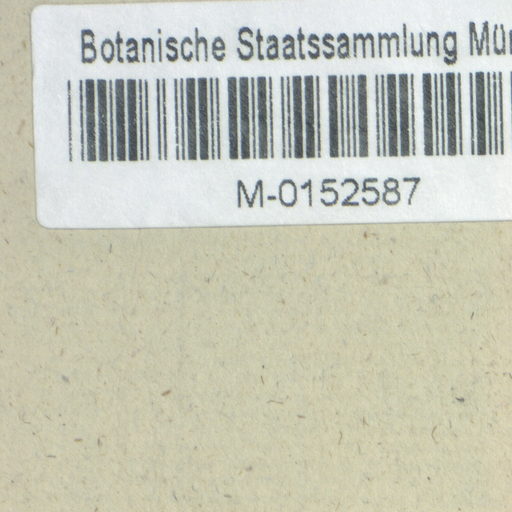 Botanische Staatssammlung Mün
M-0152587